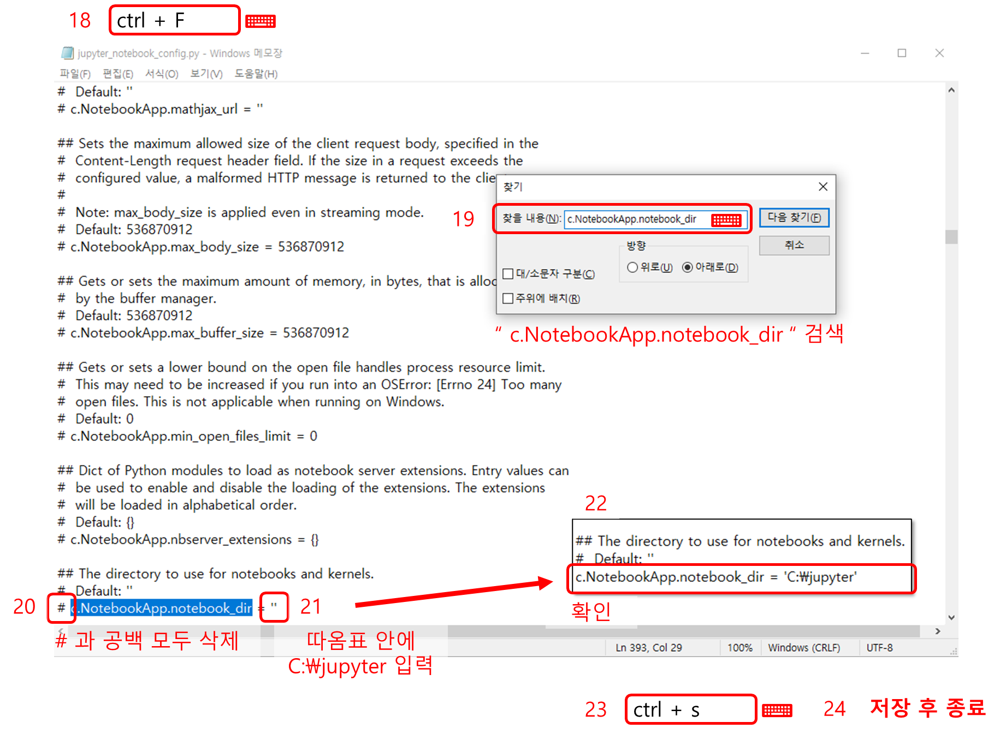 18 ctrl + F
jupyter_notebook_config.py - Windows 메모장
파일(F) 편집(E) 서식(O) 보기(V) 도움말(H)
# Default: ''
# c.NotebookApp.mathjax_url = ''
## Sets the maximum allowed size of the client request body, specified in the
# Content-Length request header field. If the size in a request exceeds the
# configured value, a malformed HTTP message is returned to the
#
# Note: max_body_size is applied even in streaming mode.
# Default: 536870912
# c.NotebookApp.max_body_size = 536870912
## Gets or sets the maximum amount of memory, in bytes, that is
# by the buffer manager.
# Default: 536870912
# c.NotebookApp.max_buffer_size = 536870912
## Gets or sets a lower bound on the open file handles process resource limit.
# This may need to be increased if you run into an OSError: [Errno 24] Too many
# open files. This is not applicable when running on Windows.
# Default: 0
# c.NotebookApp.min_open_files_limit = 0
## Dict of Python modules to load as notebook server extensions. Entry values can
# be used to enable and disable the loading of the extensions. The extensions
# will be loaded in alphabetical order.
# Default: {}
# c.NotebookApp.nbserver_extensions = {}
## The directory to use for notebooks and kernels.
# Default: ''
20 # c.NotebookApp.notebook_dir = '' 21
# 과 공백 모두 삭제
따옴표 안에
C:₩jupyter 입력
찾기
19 찾을 내용(N): c.NotebookApp.notebook_dir 다음 찾기(F)
취소
방향
위로(U) 아래로(D)
대/소문자 구분(C)
주위에 배치(R)
“ c.NotebookApp.notebook_dir “ 검색
22
## The directory to use for notebooks and kernels.
# Default: ''
c.NotebookApp.notebook_dir = 'C:₩jupyter'
확인
Ln 393, Col 29 100% Windows (CRLF) UTF-8
23 ctrl + s 24 저장 후 종료